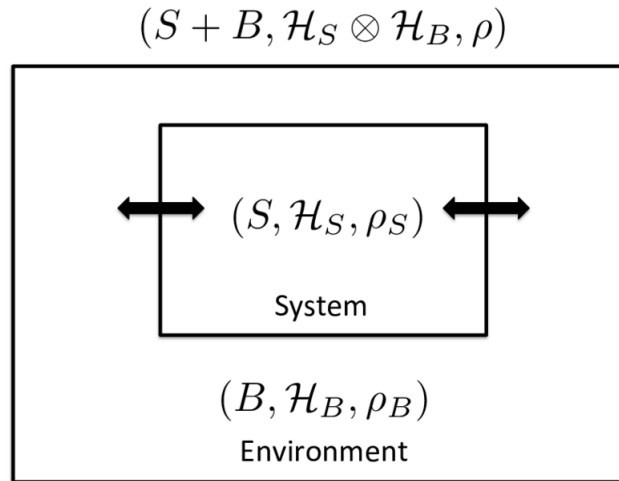 (S + B, ℋ_S ⊗ ℋ_B, ρ)
(S, ℋ_S, ρ_S)
System
(B, ℋ_B, ρ_B)
Environment